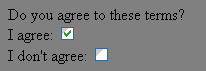 Do you agree to these terms?
I agree:
I don't agree: